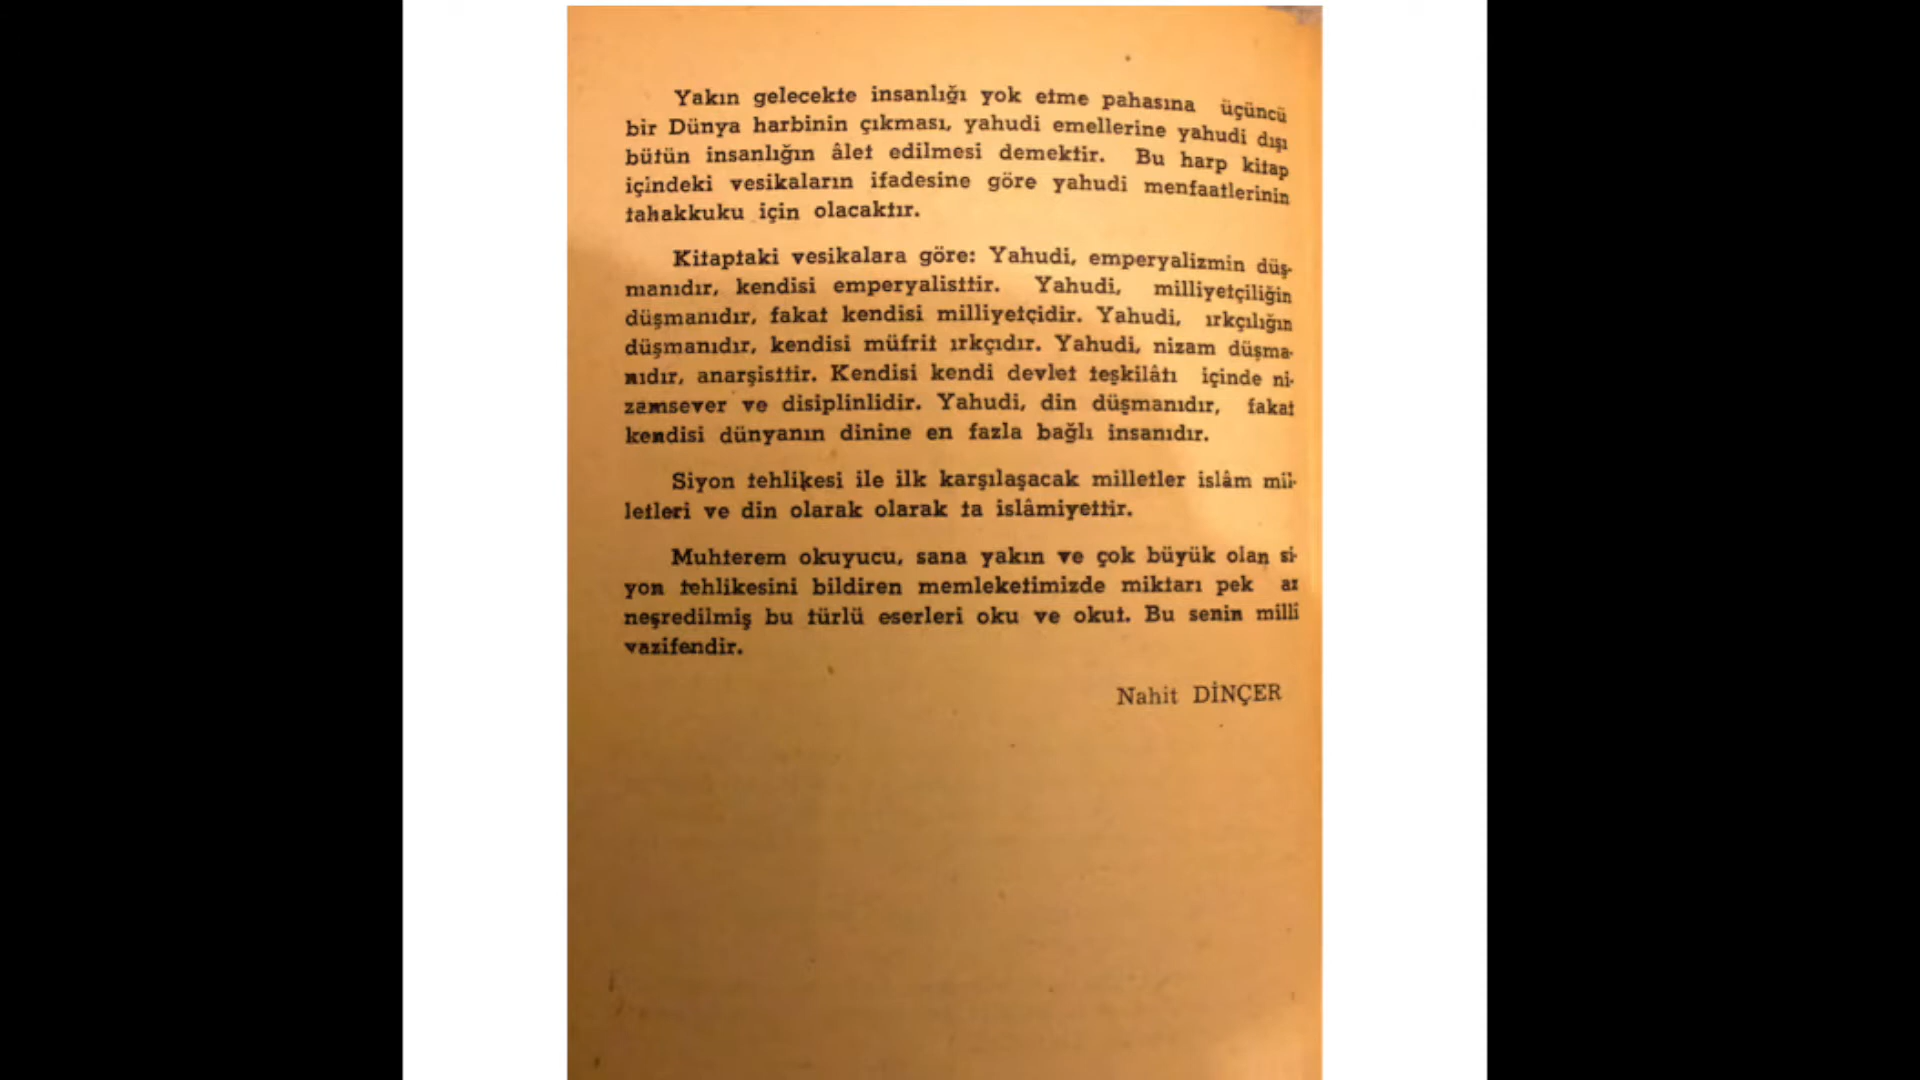 Yakın gelecekte insanlığı yok etme pahasına üçüncü
bir Dünya harbinin çıkması, yahudi emellerine yahudi dışı
bütün insanlığın âlet edilmesi demektir. Bu harp kitap
içindeki vesikaların ifadesine göre yahudi menfaatlerinin
tahakkuku için olacaktır.
Kitaptaki vesikalara göre: Yahudi, emperyalizmin düş-
manıdır, kendisi emperyalisttir. Yahudi, milliyetçiliğin
düşmanıdır, fakat kendisi milliyetçidir. Yahudi, ırkçılığın
düşmanıdır, kendisi müfrit ırkçıdır. Yahudi, nizam düşma-
nıdır, anarşisttir. Kendisi kendi devlet teşkilâtı içinde ni-
zamsever ve disiplinlidir. Yahudi, din düşmanıdır, fakat
kendisi dünyanın dinine en fazla bağlı insanıdır.
Siyon tehlikesi ile ilk karşılaşacak milletler islâm mil-
letleri ve din olarak olarak ta islâmiyettir.
Muhterem okuyucu, sana yakın ve çok büyük olan si-
yon tehlikesini bildiren memleketimizde miktarı pek az
neşredilmiş bu türlü eserleri oku ve okut. Bu senin millî
vazifendir.
Nahit DİNÇER